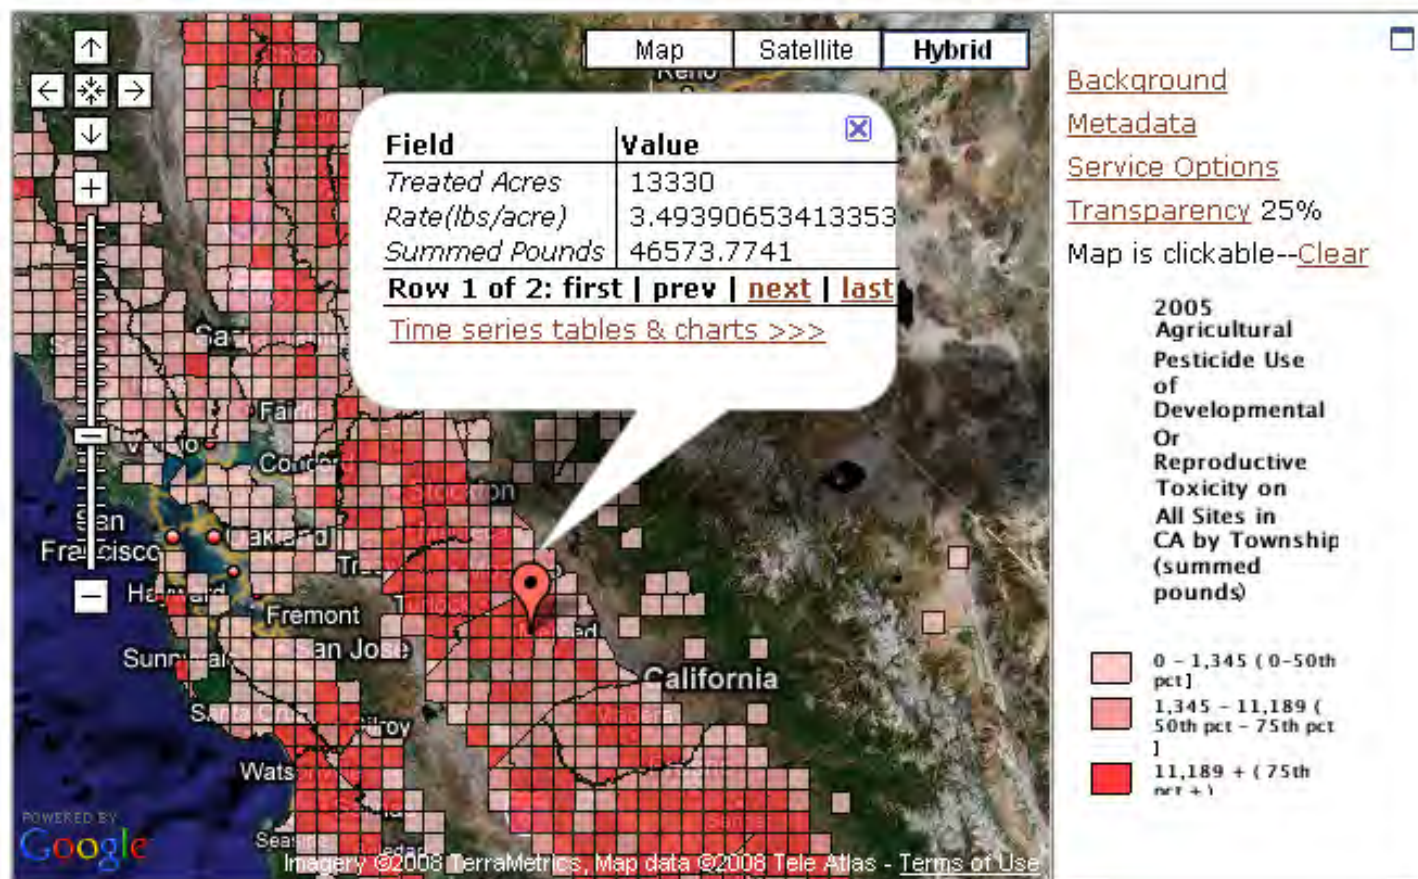 Map Satellite Hybrid
Reno
Chico
Field Value
Treated Acres 13330
Rate(lbs/acre) 3.49390653413353
Summed Pounds 46573.7741
Row 1 of 2: first | prev | next | last
Time series tables & charts >>>
Concord
Stockton
San
Francisco
Oakland
Hayward
Fremont
Turlock
Merced
San Jose
California
Santa Cruz
Madera
POWERED BY
Google
Imagery ©2008 TerraMetrics, Map data ©2008 Tele Atlas - Terms of Use
Background
Metadata
Service Options
Transparency 25%
Map is clickable--Clear
2005
Agricultural
Pesticide Use
of
Developmental
Or
Reproductive
Toxicity on
All Sites in
CA by Township
(summed
pounds)
0 - 1,345 ( 0-50th
pct ]
1,345 - 11,189 (
50th pct - 75th pct
]
11,189 + ( 75th
pct + )